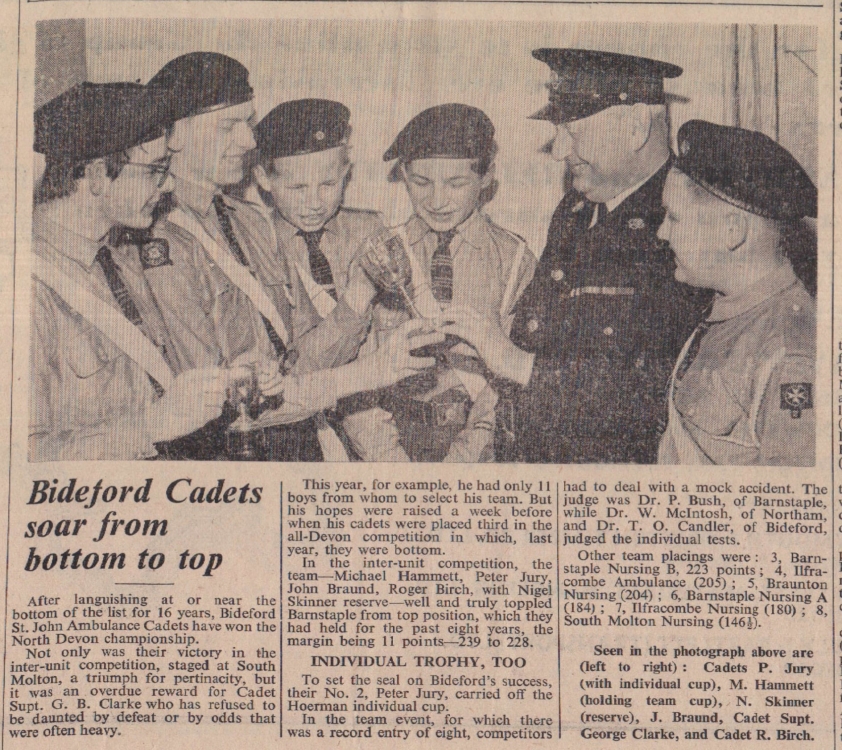 Bideford Cadets
soar from
bottom to top
After languishing at or near the
bottom of the list for 16 years, Bideford
St. John Ambulance Cadets have won the
North Devon championship.
Not only was their victory in the
inter-unit competition, staged at South
Molton, a triumph for pertinacity, but
it was an overdue reward for Cadet
Supt. G. B. Clarke who has refused to
be daunted by defeat or by odds that
were often heavy.
This year, for example, he had only 11
boys from whom to select his team. But
his hopes were raised a week before
when his cadets were placed third in the
all-Devon competition in which, last
year, they were bottom.
In the inter-unit competition, the
team—Michael Hammett, Peter Jury,
John Braund, Roger Birch, with Nigel
Skinner reserve—well and truly toppled
Barnstaple from top position, which they
had held for the past eight years, the
margin being 11 points—239 to 228.
INDIVIDUAL TROPHY, TOO
To set the seal on Bideford's success,
their No. 2, Peter Jury, carried off the
Hoerman individual cup.
In the team event, for which there
was a record entry of eight, competitors
had to deal with a mock accident. The
judge was Dr. P. Bush, of Barnstaple,
while Dr. W. McIntosh, of Northam,
and Dr. T. O. Candler, of Bideford,
judged the individual tests.
Other team placings were : 3, Barn-
staple Nursing B, 223 points ; 4, Ilfra-
combe Ambulance (205) ; 5, Braunton
Nursing (204) ; 6, Barnstaple Nursing A
(184) ; 7, Ilfracombe Nursing (180) ; 8,
South Molton Nursing (146½).
Seen in the photograph above are
(left to right) : Cadets P. Jury
(with individual cup), M. Hammett
(holding team cup), N. Skinner
(reserve), J. Braund, Cadet Supt.
George Clarke, and Cadet R. Birch.